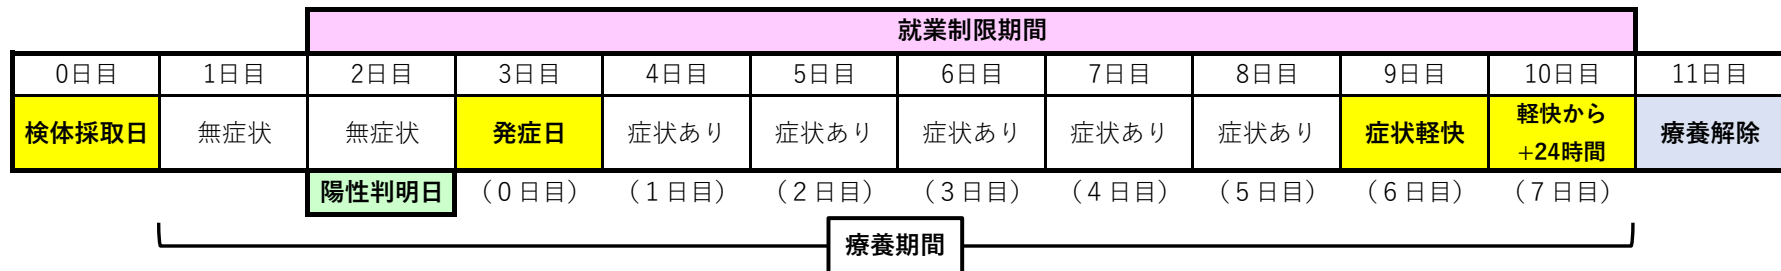 就業制限期間
0日目 1日目 2日目 3日目 4日目 5日目 6日目 7日目 8日目 9日目 10日目 11日目
検体採取日 無症状 無症状 発症日 症状あり 症状あり 症状あり 症状あり 症状あり 症状軽快 軽快から 療養解除
+24時間
陽性判明日 (0日目) (1日目) (2日目) (3日目) (4日目) (5日目) (6日目) (7日目)
療養期間